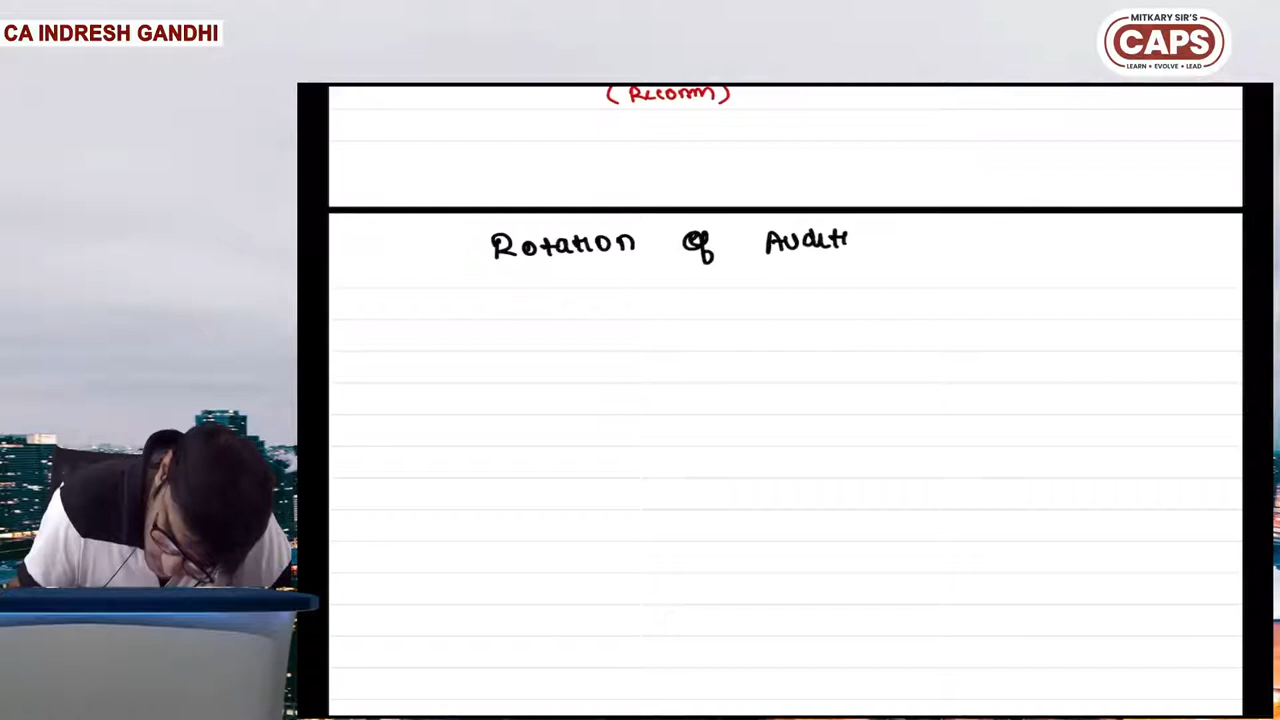 CA INDRESH GANDHI
MITKARY SIR'S
CAPS
LEARN • EVOLVE • LEAD
(Recomm)
Rotation of Audit